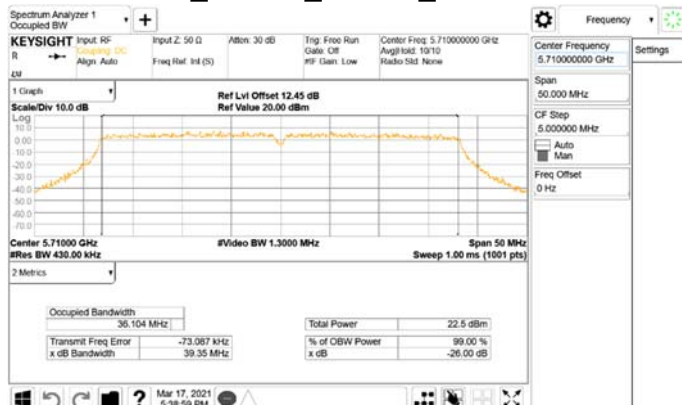 Spectrum Analyzer 1
Occupied BW
+
Frequency
KEYSIGHT
Input: RF
Coupling: DC
Align: Auto
Input Z: 50 Ω
Freq Ref: Int (S)
Atten: 30 dB
Trig: Free Run
Gate: Off
#IF Gain: Low
Center Freq: 5.710000000 GHz
Avg|Hold: 10/10
Radio Std: None
R
Center Frequency
5.710000000 GHz
Settings
Span
50.000 MHz
CF Step
5.000000 MHz
Auto
Man
Freq Offset
0 Hz
1 Graph
Scale/Div 10.0 dB
Ref Lvl Offset 12.45 dB
Ref Value 20.00 dBm
Log
10.0
0.00
-10.0
-20.0
-30.0
-40.0
-50.0
-60.0
-70.0
Center 5.71000 GHz
#Res BW 430.00 kHz
#Video BW 1.3000 MHz
Span 50 MHz
Sweep 1.00 ms (1001 pts)
2 Metrics
Occupied Bandwidth
36.104 MHz
Total Power 22.5 dBm
Transmit Freq Error -73.087 kHz
% of OBW Power 99.00 %
x dB Bandwidth 39.35 MHz
x dB -26.00 dB
?
Mar 17, 2021
5:38:59 PM